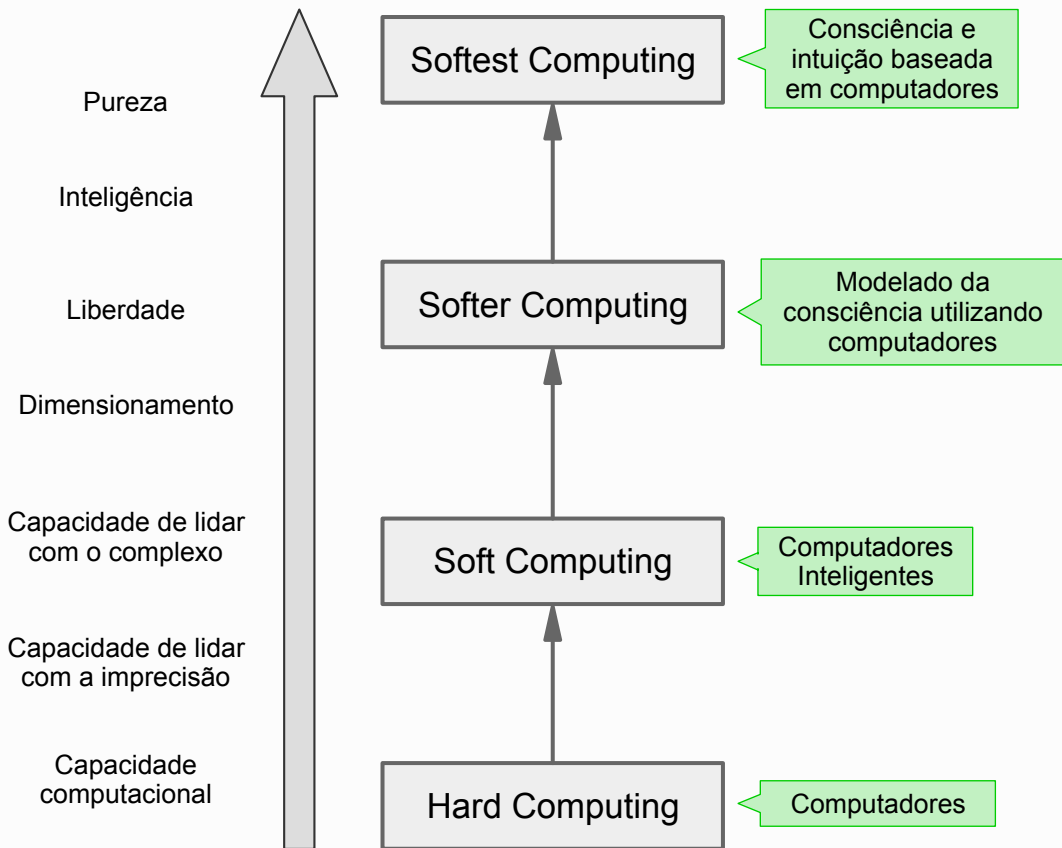 Softest Computing
Consciência e
intuição baseada
em computadores
Pureza
Inteligência
Softer Computing
Modelado da
consciência utilizando
computadores
Liberdade
Dimensionamento
Capacidade de lidar
com o complexo
Soft Computing
Computadores
Inteligentes
Capacidade de lidar
com a imprecisão
Capacidade
computacional
Hard Computing
Computadores